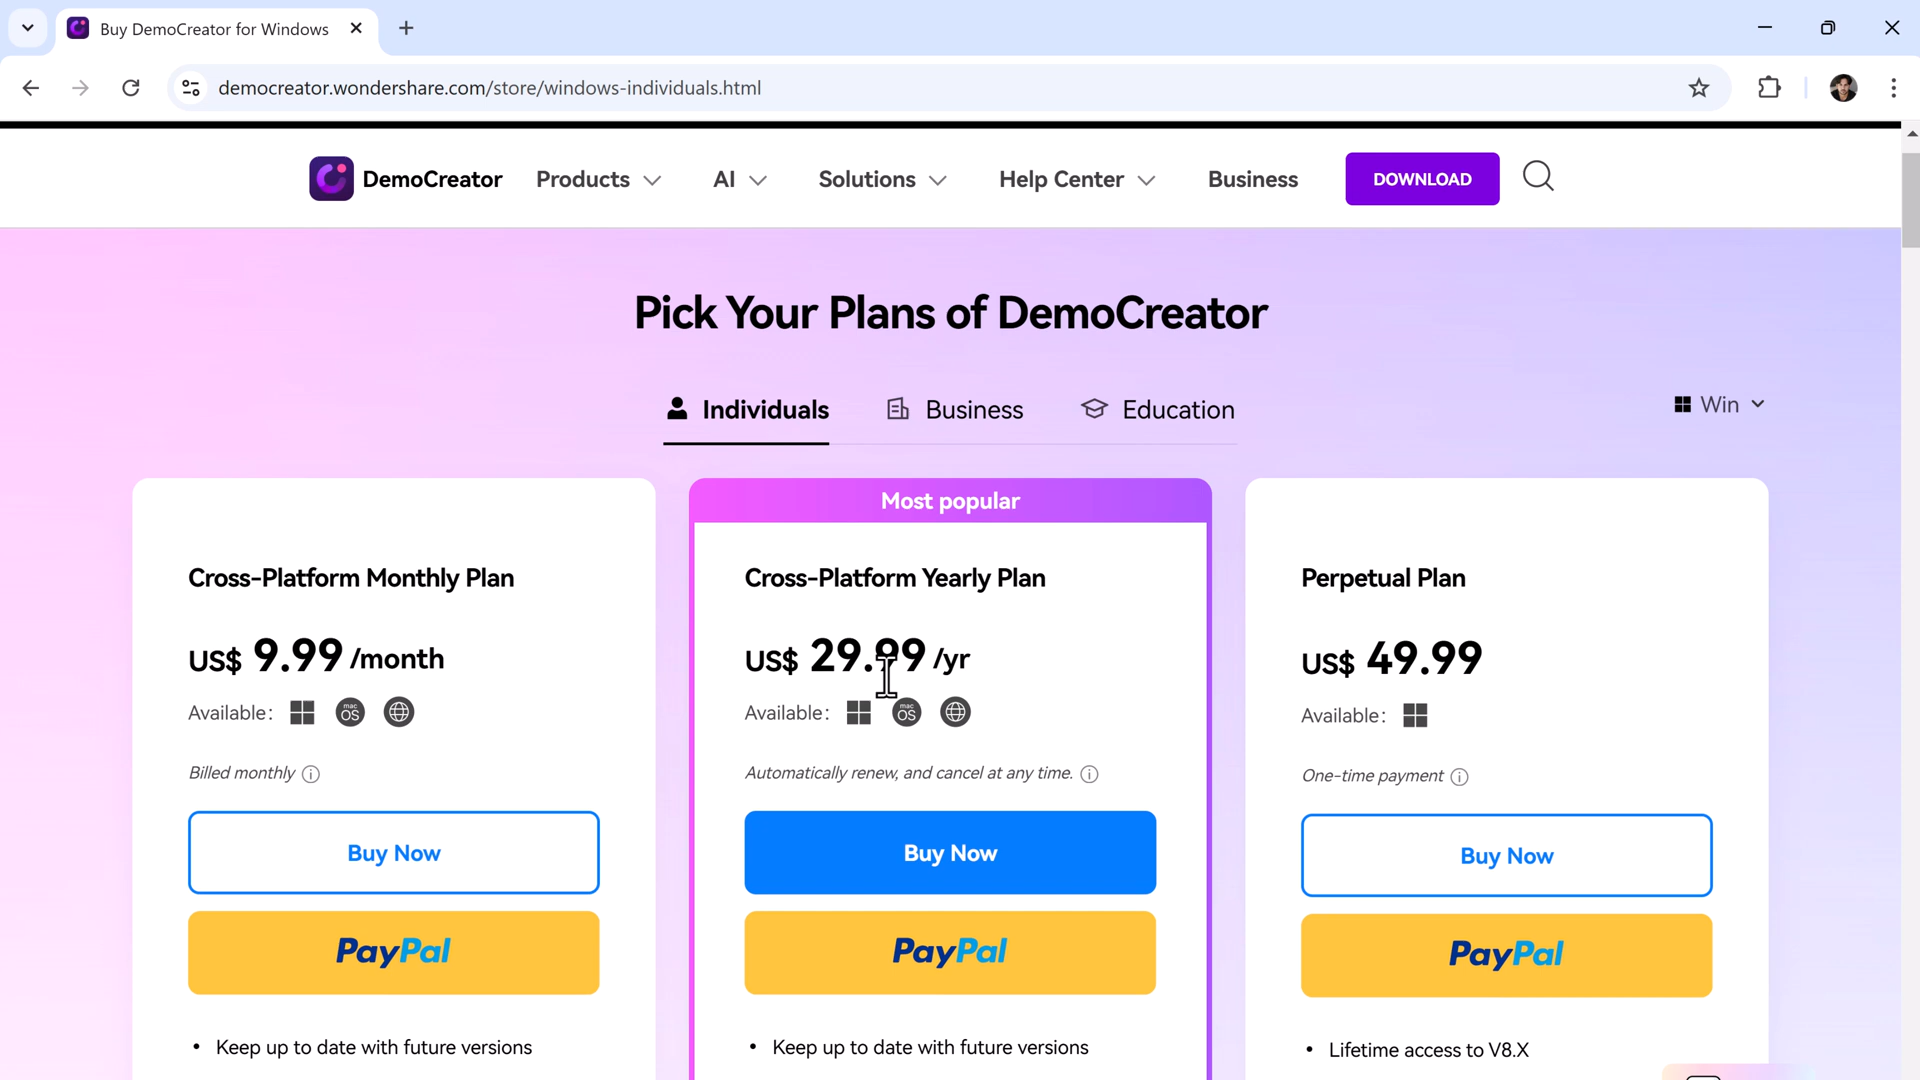 Buy DemoCreator for Windows
democreator.wondershare.com/store/windows-individuals.html
DemoCreator Products AI Solutions Help Center Business DOWNLOAD
Pick Your Plans of DemoCreator
Individuals Business Education
Win
Most popular
Cross-Platform Monthly Plan
US$ 9.99 /month
Available:
macOS
Billed monthly
Buy Now
PayPal
• Keep up to date with future versions
Cross-Platform Yearly Plan
US$ 29.99 /yr
Available:
macOS
Automatically renew, and cancel at any time.
Buy Now
PayPal
• Keep up to date with future versions
Perpetual Plan
US$ 49.99
Available:
One-time payment
Buy Now
PayPal
• Lifetime access to V8.X